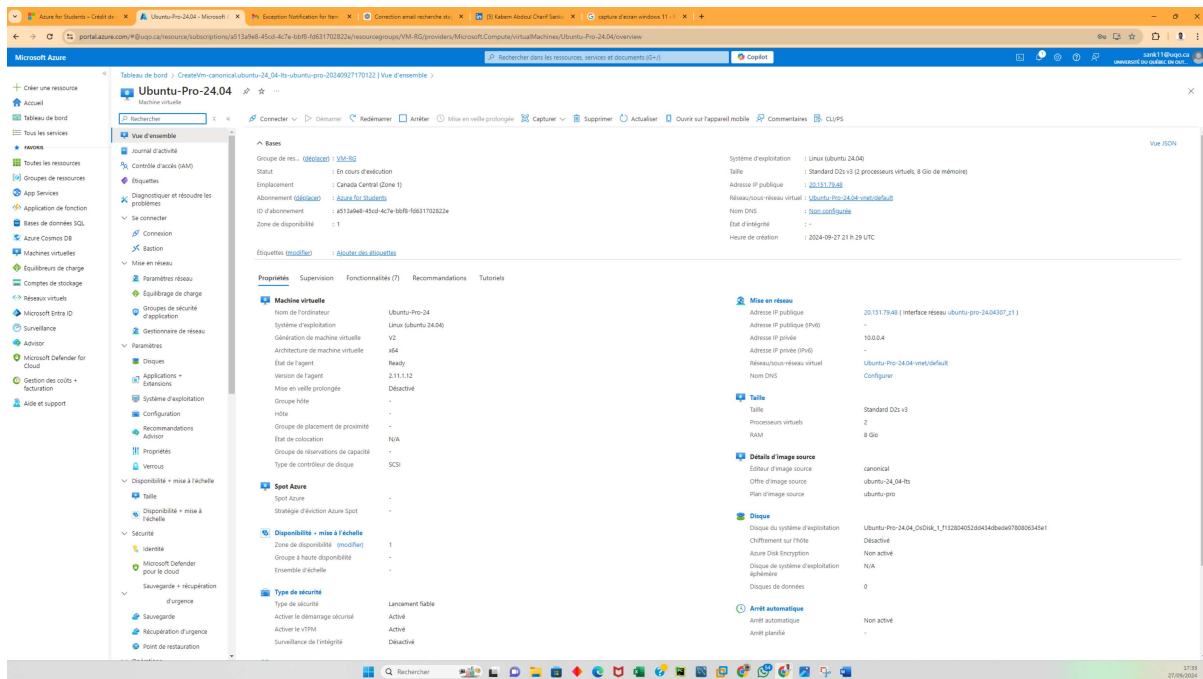 Azure for Students – Crédit de
Ubuntu-Pro-24.04 - Microsoft
Exception Notification for Item
Correction email recherche sta
(5) Kabem Abdoul Charif Sanka
capture d'ecran windows 11 -
portal.azure.com/#@uqo.ca/resource/subscriptions/a513a9e8-45cd-4c7e-bbf8-fd631702822e/resourcegroups/VM-RG/providers/Microsoft.Compute/virtualMachines/Ubuntu-Pro-24.04/overview
Microsoft Azure
Rechercher dans les ressources, services et documents (G+/)
Copilot
sank11@uqo.ca
UNIVERSITÉ DU QUÉBEC EN OUT...
Créer une ressource
Accueil
Tableau de bord
Tous les services
FAVORIS
Toutes les ressources
Groupes de ressources
App Services
Application de fonction
Bases de données SQL
Azure Cosmos DB
Machines virtuelles
Équilibreurs de charge
Comptes de stockage
Réseaux virtuels
Microsoft Entra ID
Surveillance
Advisor
Microsoft Defender for
Cloud
Gestion des coûts +
facturation
Aide et support
Tableau de bord > CreateVm-canonical.ubuntu-24_04-lts-ubuntu-pro-20240927170122 | Vue d'ensemble >
Ubuntu-Pro-24.04
Machine virtuelle
Rechercher
Vue d'ensemble
Journal d'activité
Contrôle d'accès (IAM)
Étiquettes
Diagnostiquer et résoudre les
problèmes
Se connecter
Connexion
Bastion
Mise en réseau
Paramètres réseau
Équilibrage de charge
Groupes de sécurité
d'application
Gestionnaire de réseau
Paramètres
Disques
Applications +
Extensions
Système d'exploitation
Configuration
Recommandations
Advisor
Propriétés
Verrous
Disponibilité + mise à l'échelle
Taille
Disponibilité + mise à
l'échelle
Sécurité
Identité
Microsoft Defender
pour le cloud
Sauvegarde + récupération
d'urgence
Sauvegarde
Récupération d'urgence
Point de restauration
Connecter Démarrer Redémarrer Arrêter Mise en veille prolongée Capturer Supprimer Actualiser Ouvrir sur l'appareil mobile Commentaires CLI/PS
Bases
Vue JSON
Groupe de res... (déplacer) : VM-RG
Statut : En cours d'exécution
Emplacement : Canada Central (Zone 1)
Abonnement (déplacer) : Azure for Students
ID d'abonnement : a513a9e8-45cd-4c7e-bbf8-fd631702822e
Zone de disponibilité : 1
Système d'exploitation : Linux (ubuntu 24.04)
Taille : Standard D2s v3 (2 processeurs virtuels, 8 Gio de mémoire)
Adresse IP publique : 20.151.79.48
Réseau/sous-réseau virtuel : Ubuntu-Pro-24.04-vnet/default
Nom DNS : Non configurée
État d'intégrité : -
Heure de création : 2024-09-27 21 h 29 UTC
Étiquettes (modifier) : Ajouter des étiquettes
Propriétés Supervision Fonctionnalités (7) Recommandations Tutoriels
Machine virtuelle
Nom de l'ordinateur Ubuntu-Pro-24
Système d'exploitation Linux (ubuntu 24.04)
Génération de machine virtuelle V2
Architecture de machine virtuelle x64
État de l'agent Ready
Version de l'agent 2.11.1.12
Mise en veille prolongée Désactivé
Groupe hôte -
Hôte -
Groupe de placement de proximité -
État de colocation N/A
Groupe de réservations de capacité -
Type de contrôleur de disque SCSI
Spot Azure
Spot Azure -
Stratégie d'éviction Azure Spot -
Disponibilité + mise à l'échelle
Zone de disponibilité (modifier) 1
Groupe à haute disponibilité -
Ensemble d'échelle -
Type de sécurité
Type de sécurité Lancement fiable
Activer le démarrage sécurisé Activé
Activer le vTPM Activé
Surveillance de l'intégrité Désactivé
Mise en réseau
Adresse IP publique 20.151.79.48 ( Interface réseau ubuntu-pro-24.04307_z1 )
Adresse IP publique (IPv6) -
Adresse IP privée 10.0.0.4
Adresse IP privée (IPv6) -
Réseau/sous-réseau virtuel Ubuntu-Pro-24.04-vnet/default
Nom DNS Configurer
Taille
Taille Standard D2s v3
Processeurs virtuels 2
RAM 8 Gio
Détails d'image source
Éditeur d'image source canonical
Offre d'image source ubuntu-24_04-lts
Plan d'image source ubuntu-pro
Disque
Disque du système d'exploitation Ubuntu-Pro-24.04_OsDisk_1_f132804052dd434dbede9780806345e1
Chiffrement sur l'hôte Désactivé
Azure Disk Encryption Non activé
Disque de système d'exploitation N/A
éphémère
Disques de données 0
Arrêt automatique
Arrêt automatique Non activé
Arrêt planifié -
Rechercher
17:33
27/09/2024